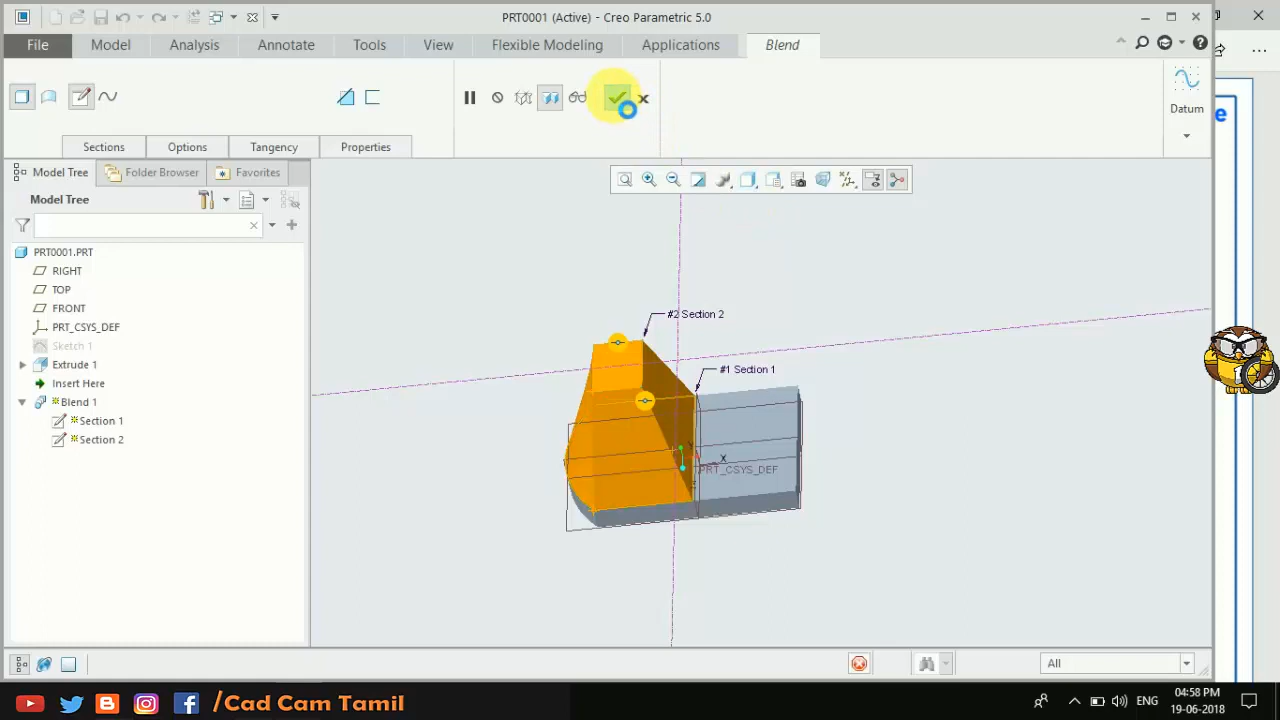 PRT0001 (Active) - Creo Parametric 5.0
File Model Analysis Annotate Tools View Flexible Modeling Applications Blend
Datum
Sections Options Tangency Properties
Model Tree Folder Browser Favorites
Model Tree
PRT0001.PRT
RIGHT
TOP
FRONT
PRT_CSYS_DEF
Sketch 1
Extrude 1
Insert Here
Blend 1
Section 1
Section 2
#2 Section 2
#1 Section 1
X
PRT_CSYS_DEF
All
e
/Cad Cam Tamil
ENG
04:58 PM
19-06-2018